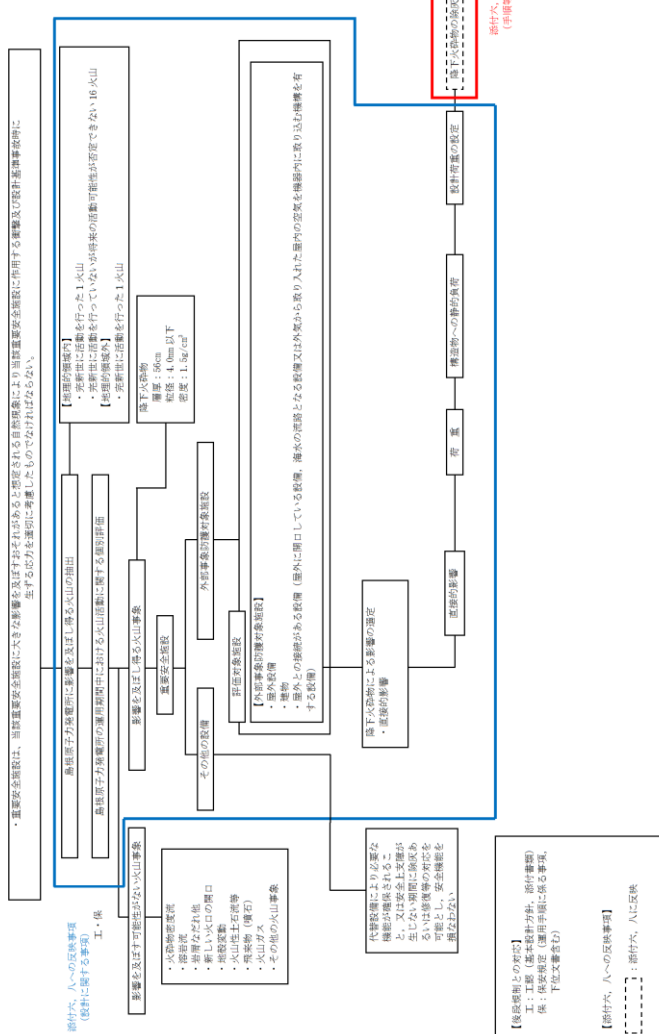 ・重要安全施設は、当該重要安全施設に大きな影響を及ぼすおそれがあると想定される自然現象により当該重要安全施設に作用する衝撃及び設計基準事故時に
生ずる応力を適切に考慮したものでなければならない。
添付六，八への反映事項
（設計に関する事項）
工・保
島根原子力発電所に影響を及ぼし得る火山の抽出
【地理的領域内】
・完新世に活動を行った1火山
・完新世に活動を行っていないが将来の活動可能性が否定できない16火山
【地理的領域外】
・完新世に活動を行った1火山
島根原子力発電所の運用期間中における火山活動に関する個別評価
影響を及ぼす可能性がない火山事象
・火砕物密度流
・溶岩流
・岩屑なだれ他
・新しい火口の開口
・地殻変動
・火山性土石流等
・飛来物（噴石）
・火山ガス
・その他の火山事象
影響を及ぼし得る火山事象
降下火砕物
層厚：56cm
粒径：4.0mm以下
密度：1.5g/cm³
重要安全施設
その他の設備
外部事象防護対象施設
代替設備により必要な
機能が確保されるこ
と，又は安全上支障が
生じない期間に除灰あ
るいは修復等の対応を
可能とし，安全機能を
損なわない
評価対象施設
【外部事象防護対象施設】
・屋外設備
・建物
・屋外との接続がある設備（屋外に開口している設備，海水の流路となる設備又は外気から取り入れた屋内の空気を機器内に取り込む機構を有
する設備）
降下火砕物による影響の選定
・直接的影響
直接的影響
荷重
構造物への静的負荷
設計荷重の設定
降下火砕物の除灰
添付六，
（手順等
【後段規制との対応】
工：工認（基本設計方針，添付書類）
保：保安規定（運用手順に係る事項，
下位文書含む）
【添付六，八への反映事項】
：添付六，八に反映